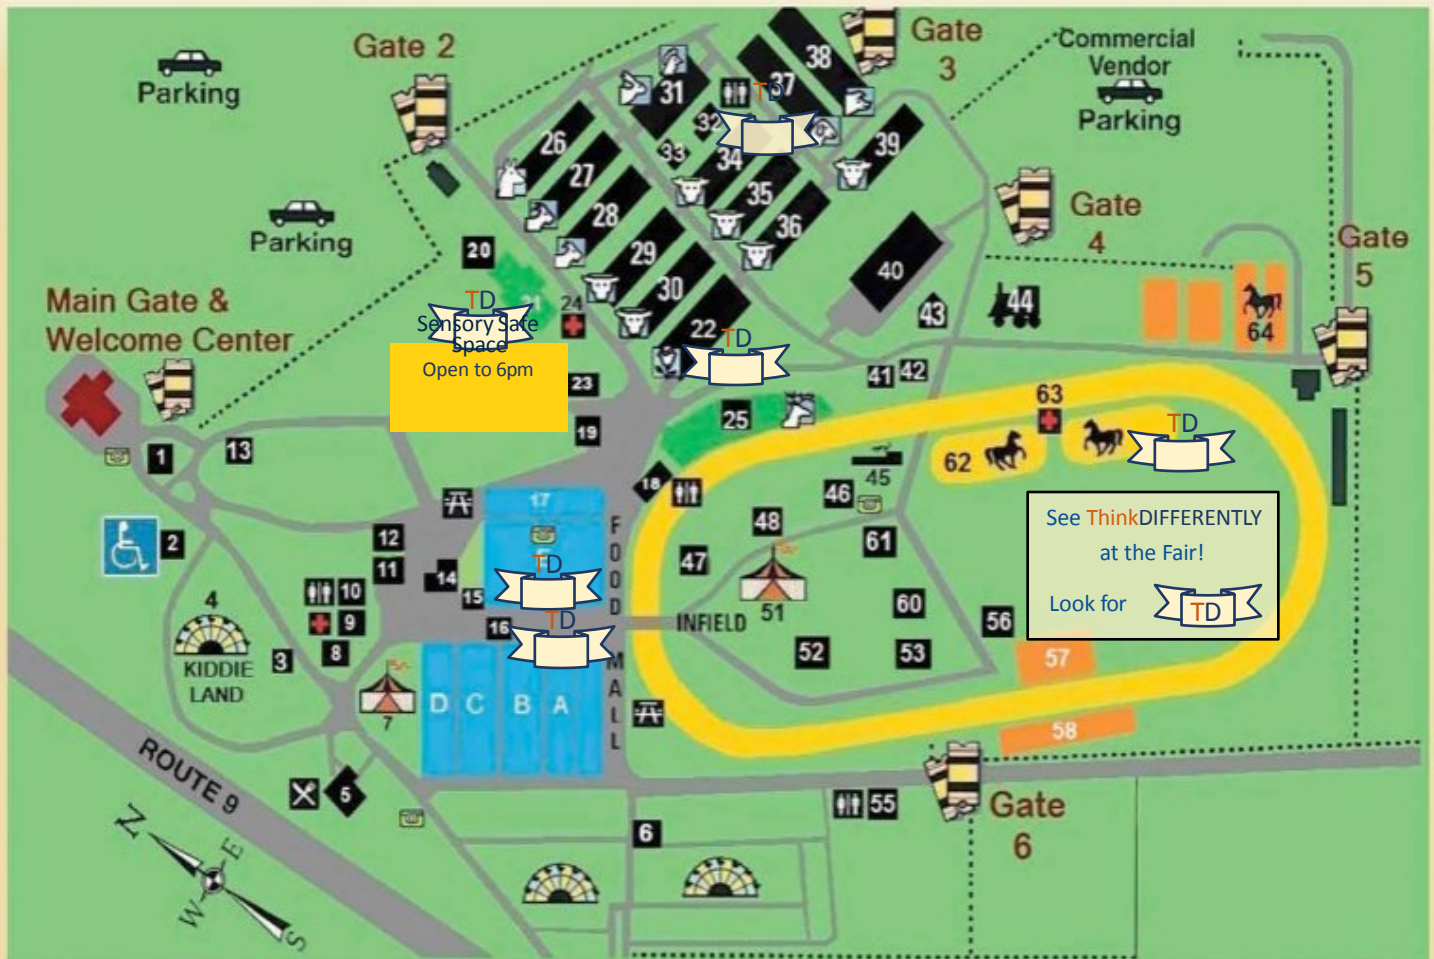 Gate 2
Gate
3
Commercial
Vendor
Parking
Parking
Parking
Gate
4
Gate
5
Main Gate &
Welcome Center
38
37
31
TD
32
33
34
39
26
27
28
35
36
29
30
20
40
TD
21
24
22
TD
43
44
64
Sensory Safe
Space
Open to 6pm
23
41
42
63
25
19
TD
62
1
13
18
45
46
17
E
48
2
12
11
14
15
10
9
8
4
KIDDIE
LAND
3
16
TD
TD
FOOD
MALL
47
61
51
INFIELD
60
56
52
53
57
58
See ThinkDIFFERENTLY
at the Fair!
Look for
TD
7
D
C
B
A
ROUTE 9
5
6
55
Gate
6
N
E
W
S